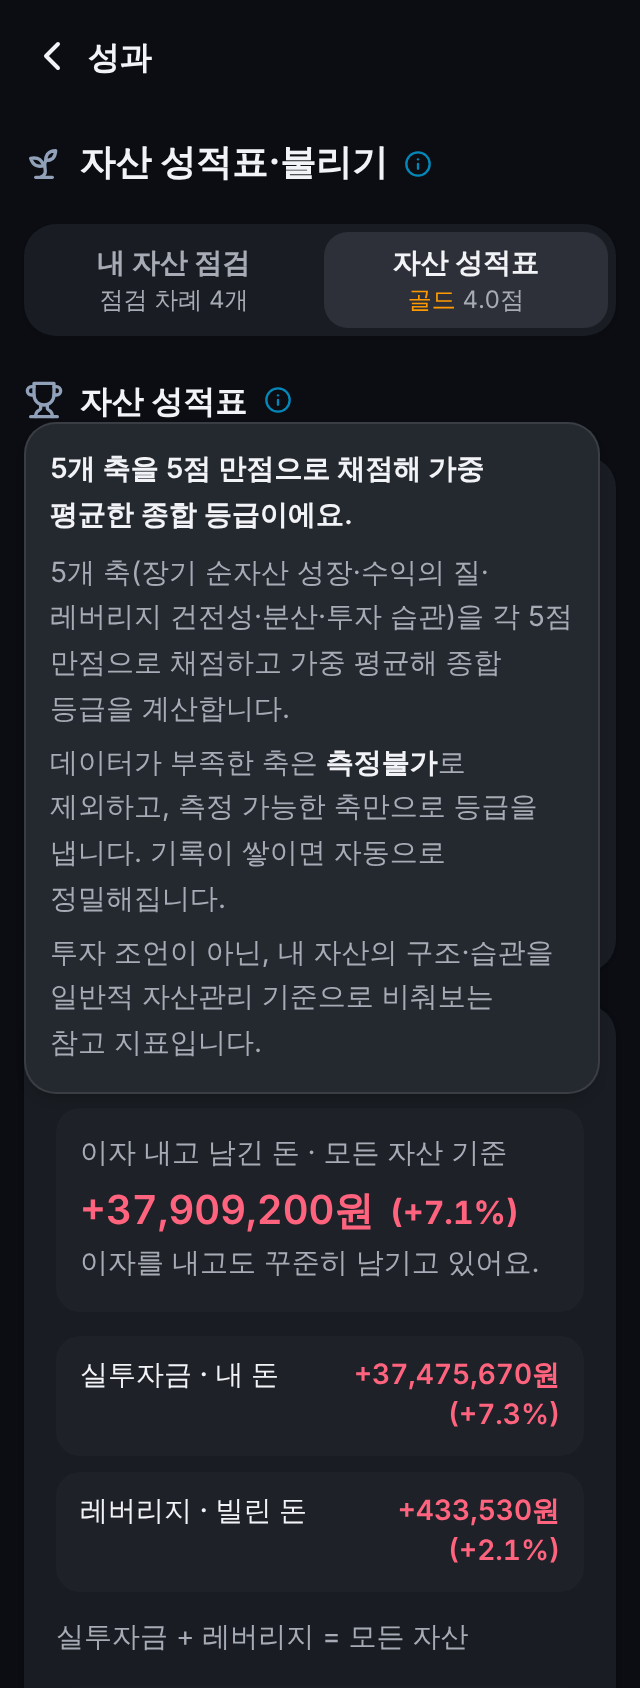 성과
자산 성적표·불리기
내 자산 점검
점검 차례 4개
자산 성적표
골드 4.0점
자산 성적표
5개 축을 5점 만점으로 채점해 가중
평균한 종합 등급이에요.
5개 축(장기 순자산 성장·수익의 질·
레버리지 건전성·분산·투자 습관)을 각 5점
만점으로 채점하고 가중 평균해 종합
등급을 계산합니다.
데이터가 부족한 축은 측정불가로
제외하고, 측정 가능한 축만으로 등급을
냅니다. 기록이 쌓이면 자동으로
정밀해집니다.
투자 조언이 아닌, 내 자산의 구조·습관을
일반적 자산관리 기준으로 비춰보는
참고 지표입니다.
이자 내고 남긴 돈 · 모든 자산 기준
+37,909,200원 (+7.1%)
이자를 내고도 꾸준히 남기고 있어요.
실투자금 · 내 돈
+37,475,670원
(+7.3%)
레버리지 · 빌린 돈
+433,530원
(+2.1%)
실투자금 + 레버리지 = 모든 자산